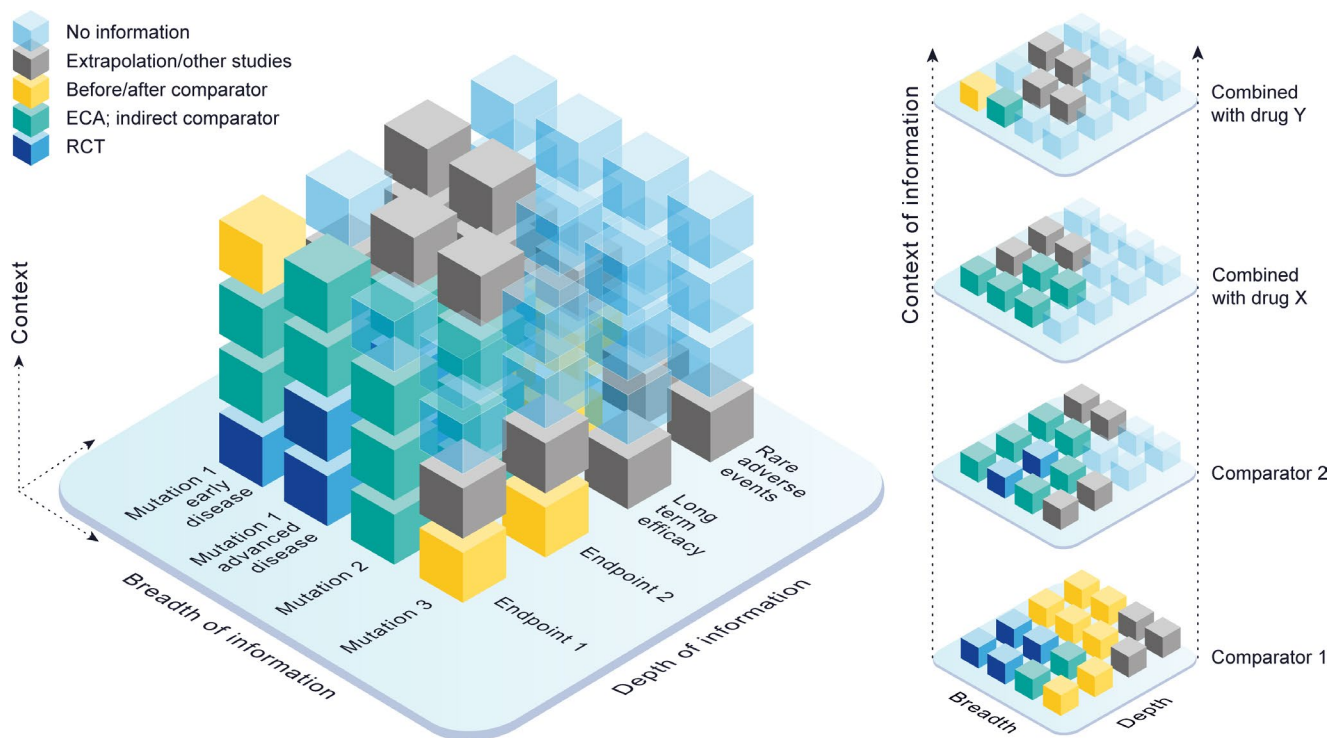 No information
Extrapolation/other studies
Before/after comparator
ECA; indirect comparator
RCT
Context
Mutation 1
early
disease
Mutation 1
advanced
disease
Mutation 2
Mutation 3
Breadth of information
Endpoint 1
Endpoint 2
Long
term
efficacy
Rare
adverse
events
Depth of information
Context of information
Combined
with drug Y
Combined
with drug X
Comparator 2
Comparator 1
Breadth
Depth